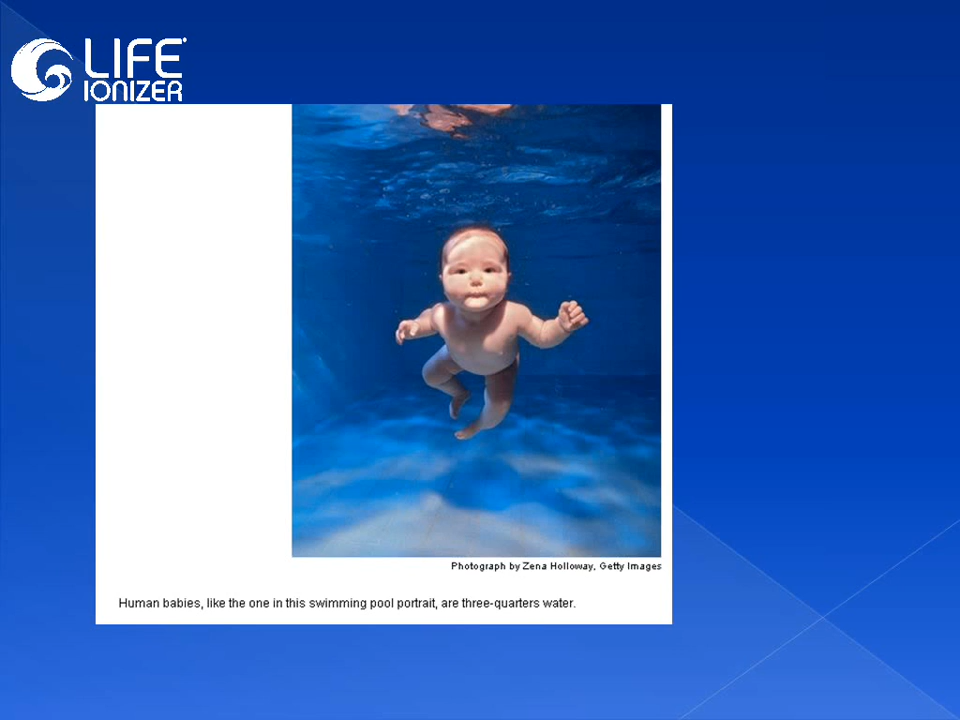 LIFE
IONIZER
Photograph by Zena Holloway, Getty Images
Human babies, like the one in this swimming pool portrait, are three-quarters water.